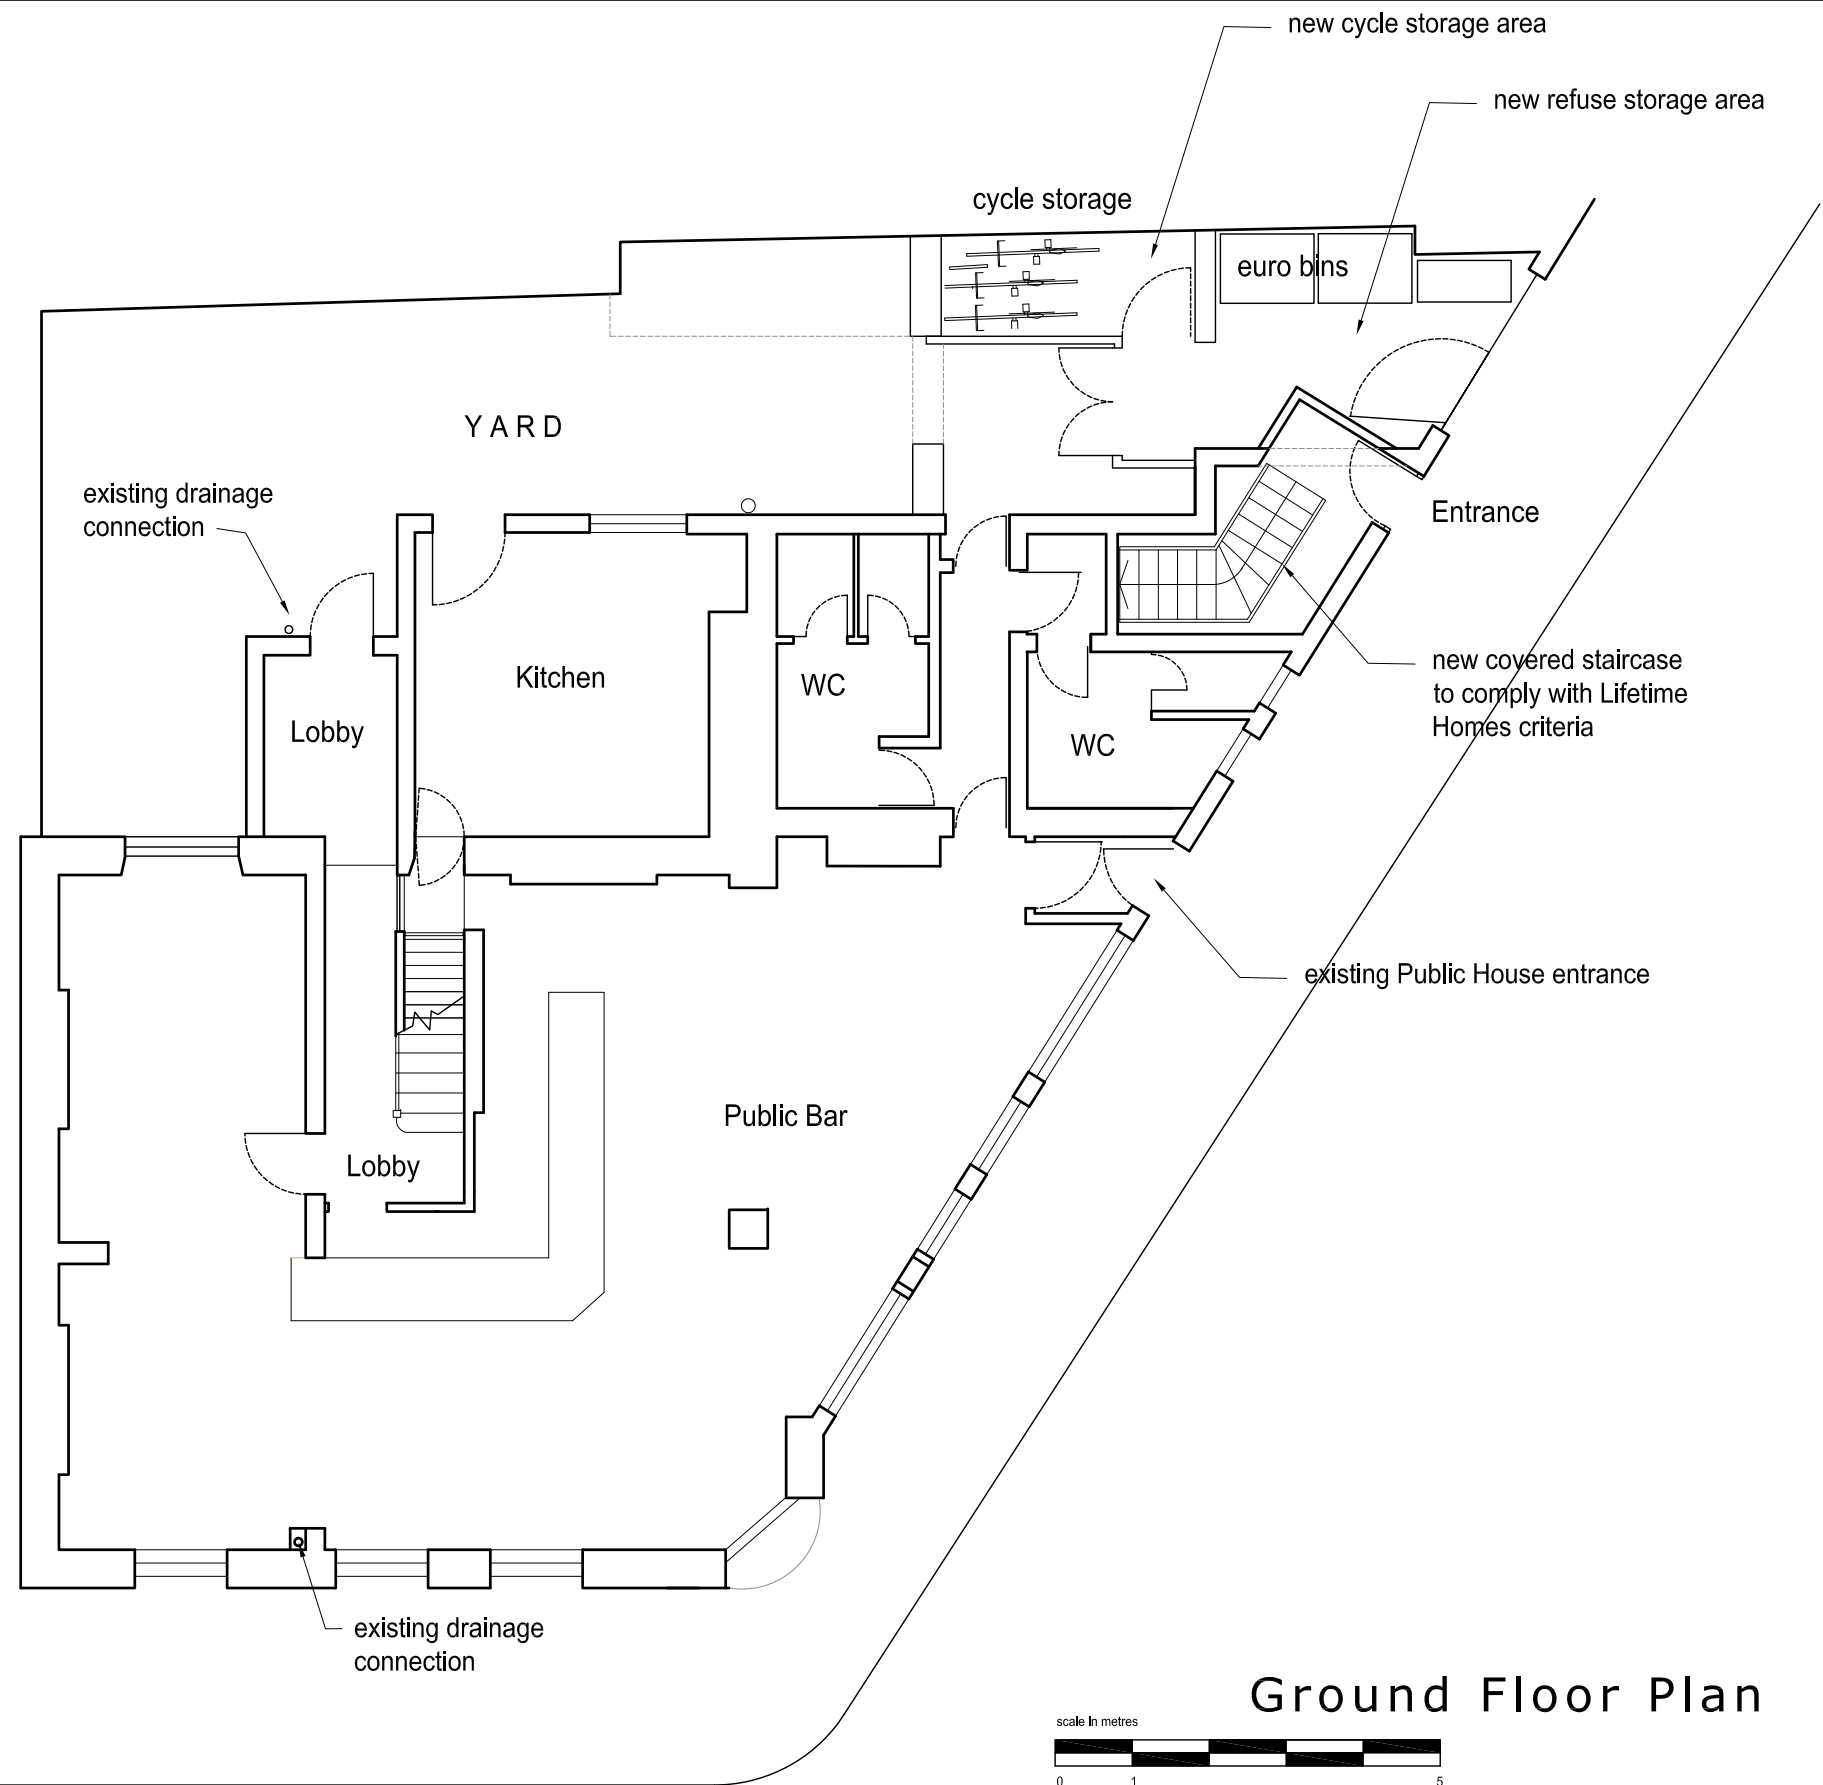 new cycle storage area
new refuse storage area
cycle storage
euro bins
Y A R D
existing drainage
connection
Entrance
Kitchen
WC
new covered staircase
to comply with Lifetime
Homes criteria
Lobby
WC
existing Public House entrance
Public Bar
Lobby
existing drainage
connection
Ground Floor Plan
scale in metres
0 1 5